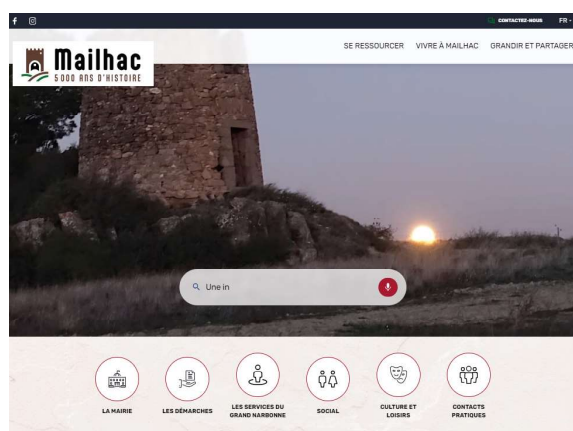 CONTACTEZ-NOUS FR
Mailhac
5 000 ANS D'HISTOIRE
SE RESSOURCER VIVRE À MAILHAC GRANDIR ET PARTAGER
Une in
LA MAIRIE
LES DÉMARCHES
LES SERVICES DU
GRAND NARBONNE
SOCIAL
CULTURE ET
LOISIRS
CONTACTS
PRATIQUES